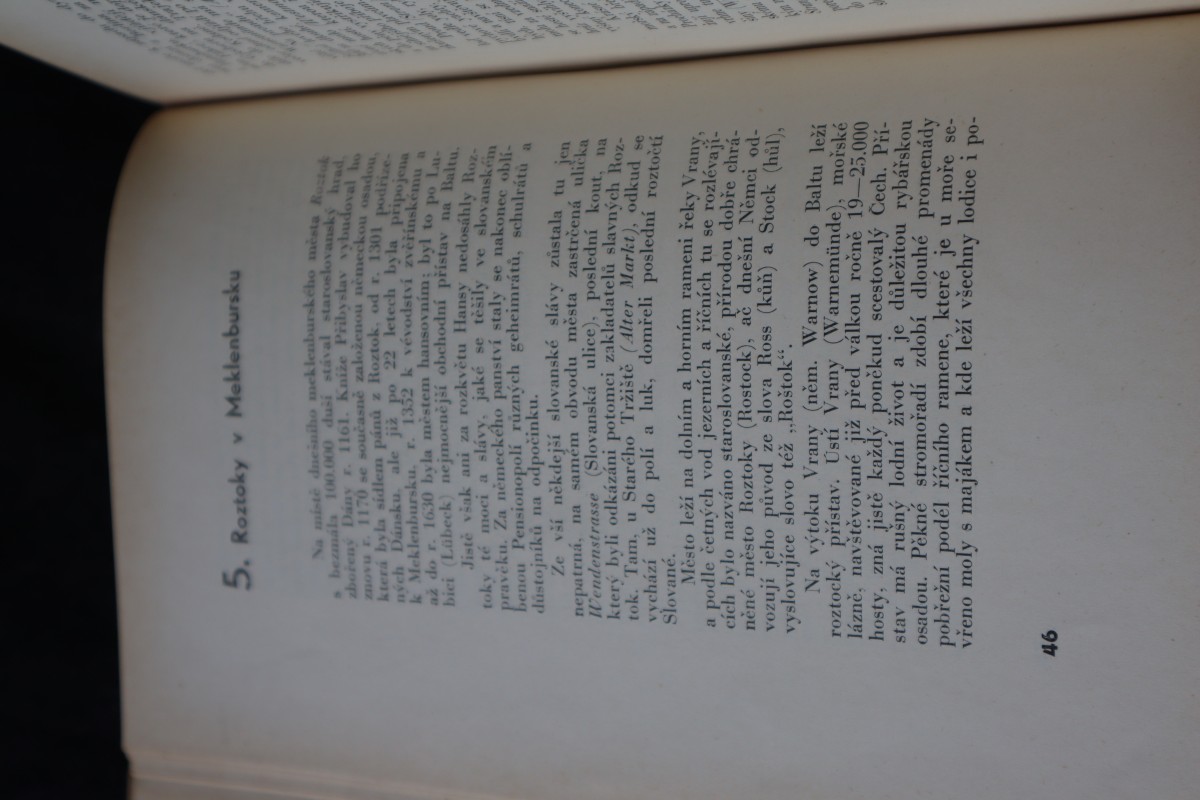 5. Roztoky v Meklenbursku
Na místě dnešního meklenburského města Roztok
s bezmála 100.000 duší stával staroslovanský hrad,
zbořený Dány r. 1161. Kníže Přibyslav vybudoval ho
znovu r. 1170 se současně založenou německou osadou,
která byla sídlem pánů z Roztok, od r. 1301 podříze-
ných Dánsku, ale již po 22 letech byla připojena
k Meklenbursku, r. 1352 k vévodství zvěřínskému a
až do r. 1630 byla městem hansovním; byl to po Lu-
bici (Lübeck) nejmocnější obchodní přístav na Baltu.
Jistě však ani za rozkvětu Hansy nedosáhly Roz-
toky té moci a slávy, jaké se těšily ve slovanském
pravěku. Za německého panství staly se nakonec oblí-
benou Pensionopolí různých geheimrátů, schulrátů a
důstojníků na odpočinku.
Ze vší někdejší slovanské slávy zůstala tu jen
nepatrná, na samém obvodu města zastrčená ulička
Wendenstrasse (Slovanská ulice), poslední kout, na
který byli odkázáni potomci zakladatelů slavných Roz-
tok. Tam, u Starého Tržiště (Alter Markt), odkud se
vychází už do polí a luk, domřeli poslední roztočtí
Slované.
Město leží na dolním a horním rameni řeky Vrany,
a podle četných vod jezerních a říčních tu se rozlévají-
cích bylo nazváno staroslovanské, přírodou dobře chrá-
něné město Roztoky (Rostock), ač dnešní Němci od-
vozují jeho původ ze slova Ross (kůň) a Stock (hůl),
vyslovujíce slovo též „Roštok“.
Na výtoku Vrany (něm. Warnow) do Baltu leží
roztocký přístav. Ústí Vrany (Warnemünde), mořské
lázně, navštěvované již před válkou ročně 19—25.000
hosty, zná jistě každý poněkud scestovalý Čech. Pří-
stav má rušný lodní život a je důležitou rybářskou
osadou. Pěkné stromořadí zdobí dlouhé promenády
pobřežní podél říčního ramene, které je u moře se-
vřeno moly s majákem a kde leží všechny lodice i po-
46